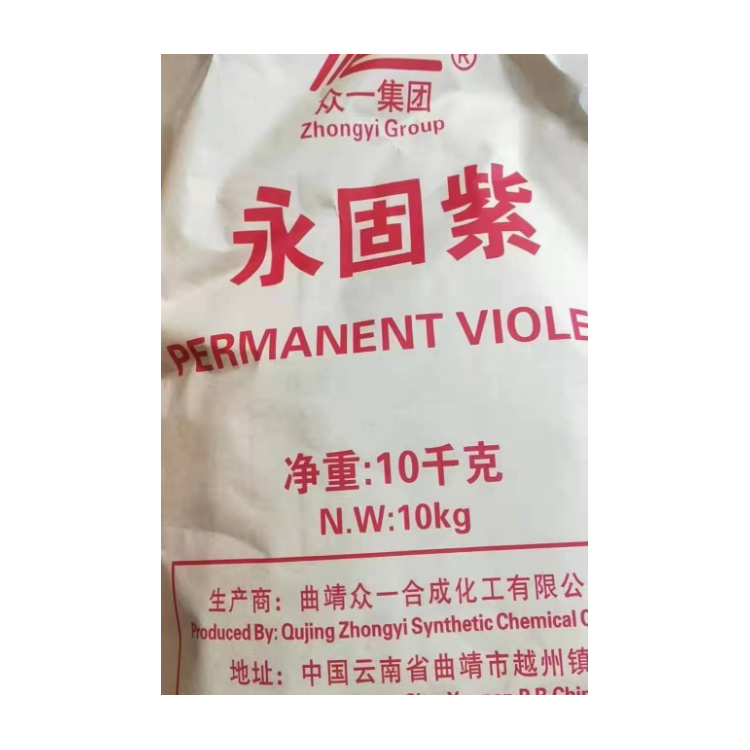 ®
众一集团
Zhongyi Group
永固紫
PERMANENT VIOLE
净重:10千克
N.W:10kg
生产商：曲靖众一合成化工有限公
Produced By: Qujing Zhongyi Synthetic Chemical C
地址：中国云南省曲靖市越州镇
P.R.Chin